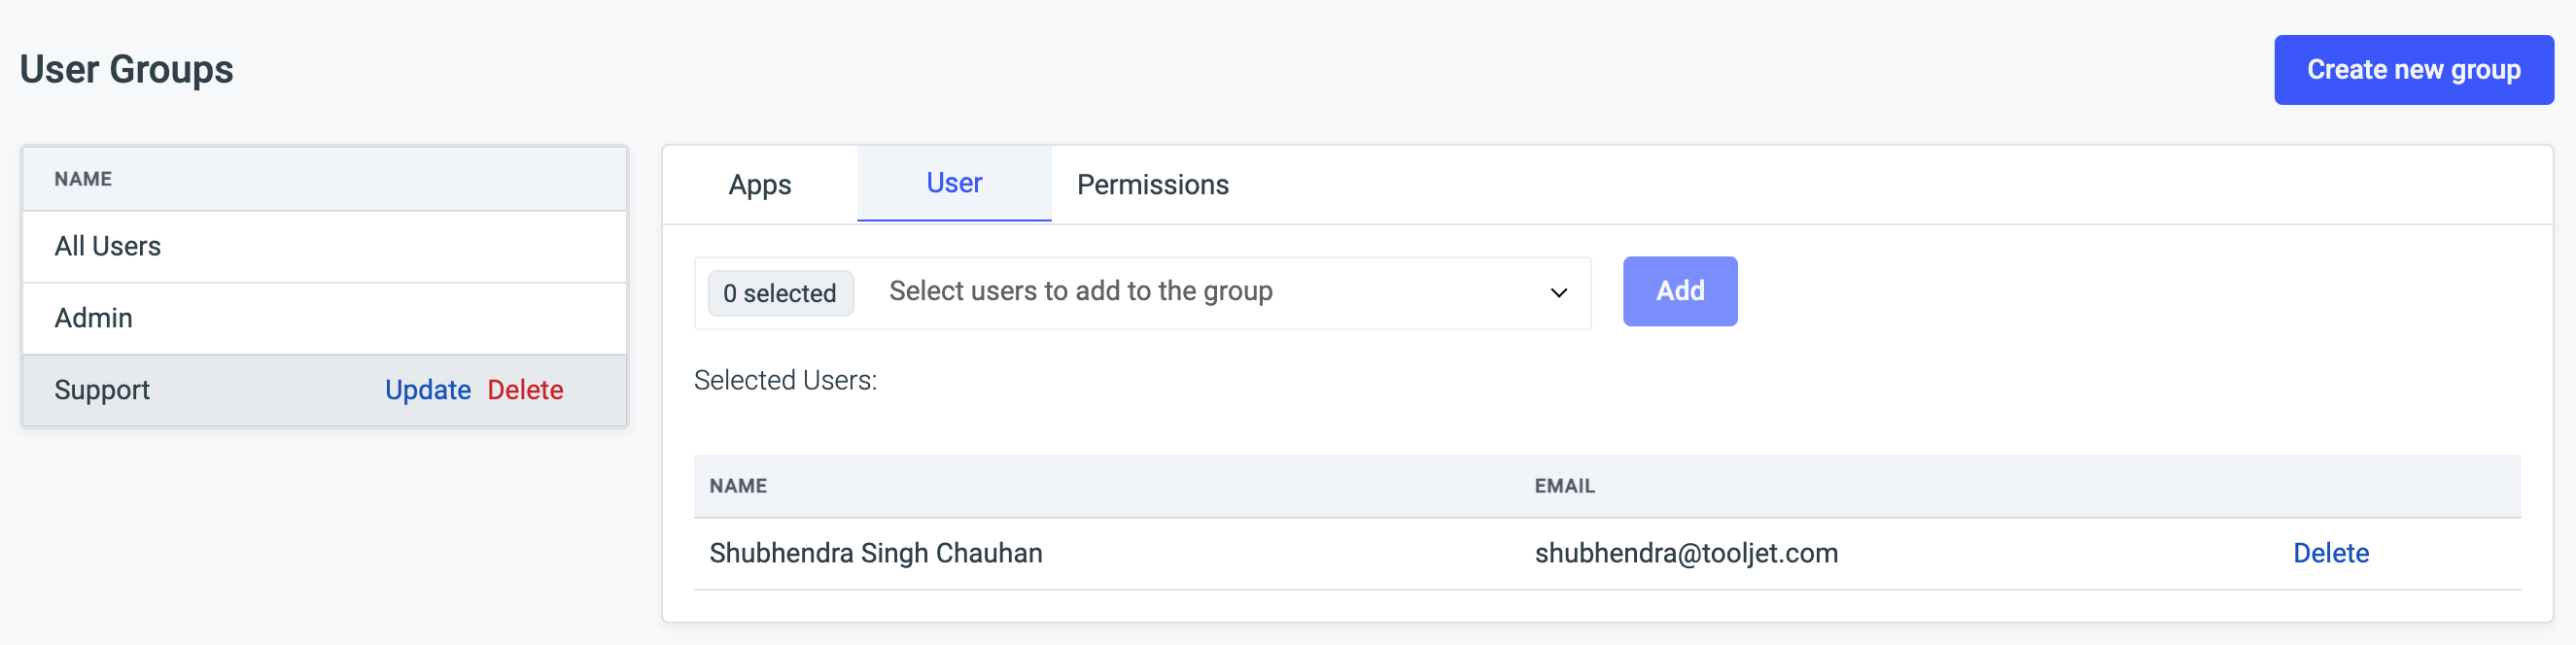 User Groups
Create new group
NAME
All Users
Admin
Support Update Delete
Apps User Permissions
0 selected Select users to add to the group Add
Selected Users:
NAME EMAIL
Shubhendra Singh Chauhan shubhendra@tooljet.com Delete